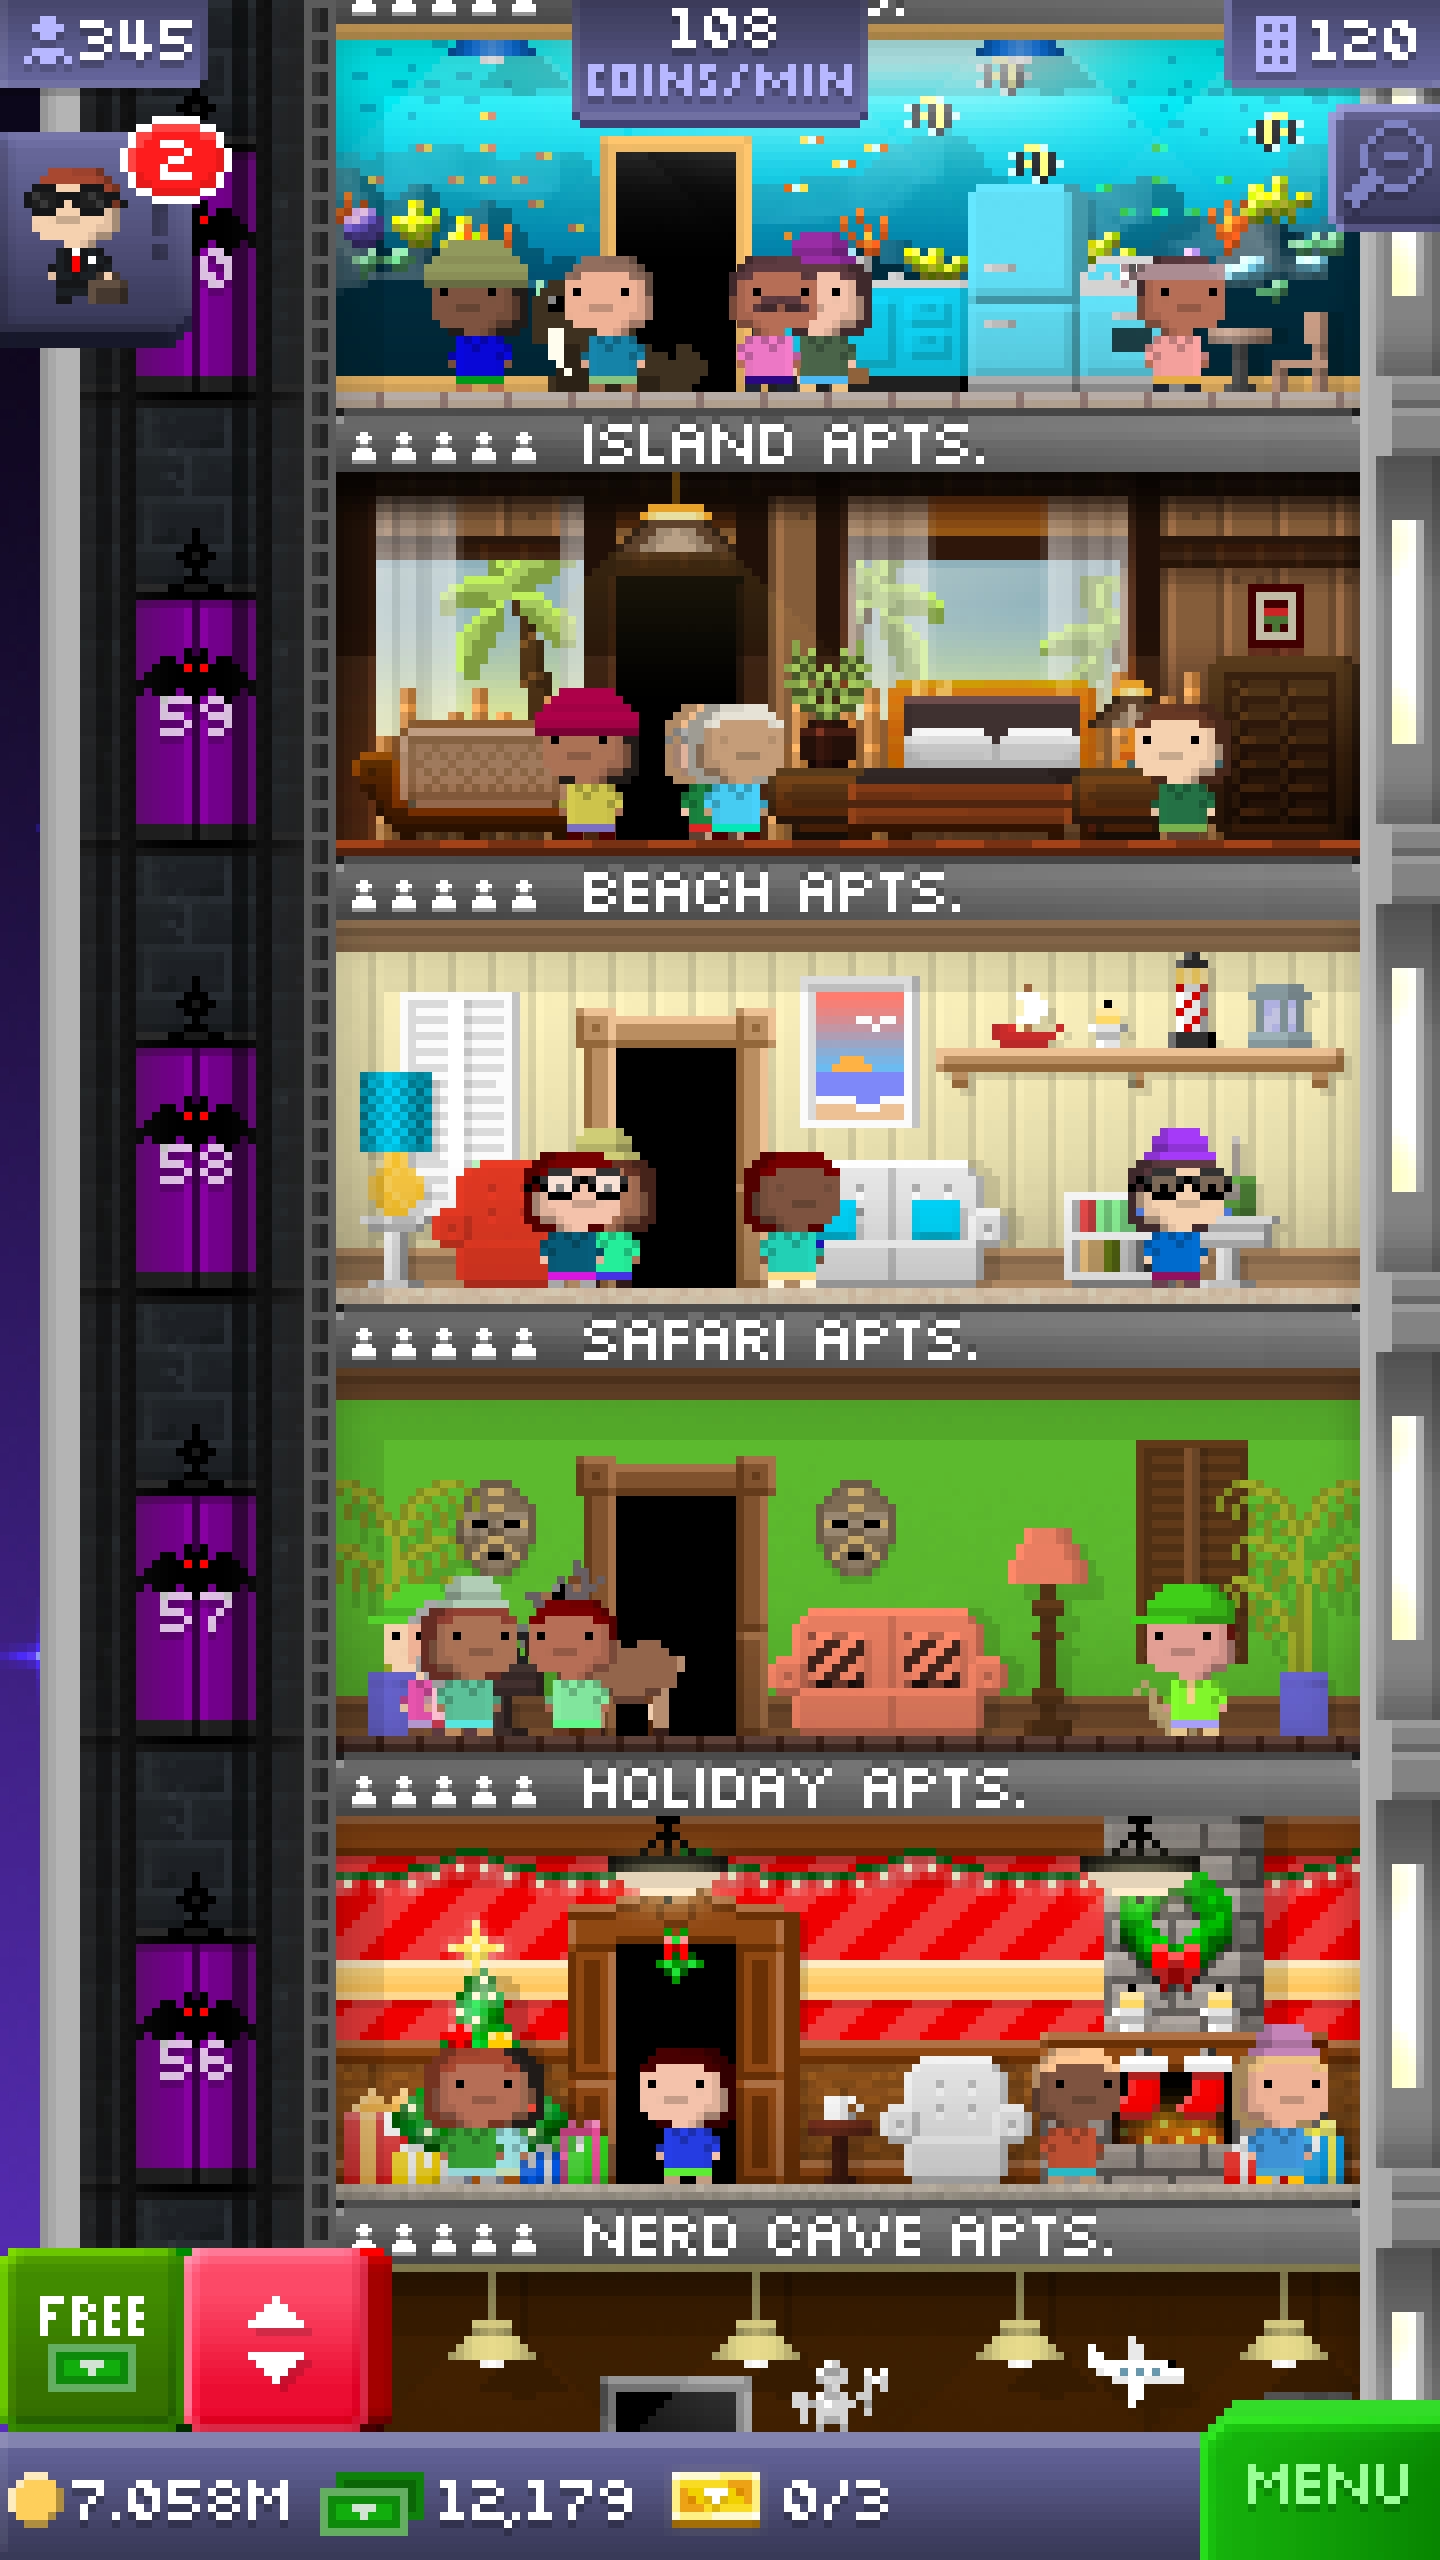 345
108
COINS/MIN
120
2
0
ISLAND APTS.
59
BEACH APTS.
58
SAFARI APTS.
57
HOLIDAY APTS.
56
NERD CAVE APTS.
FREE
7.058M
12,179
0/3
MENU